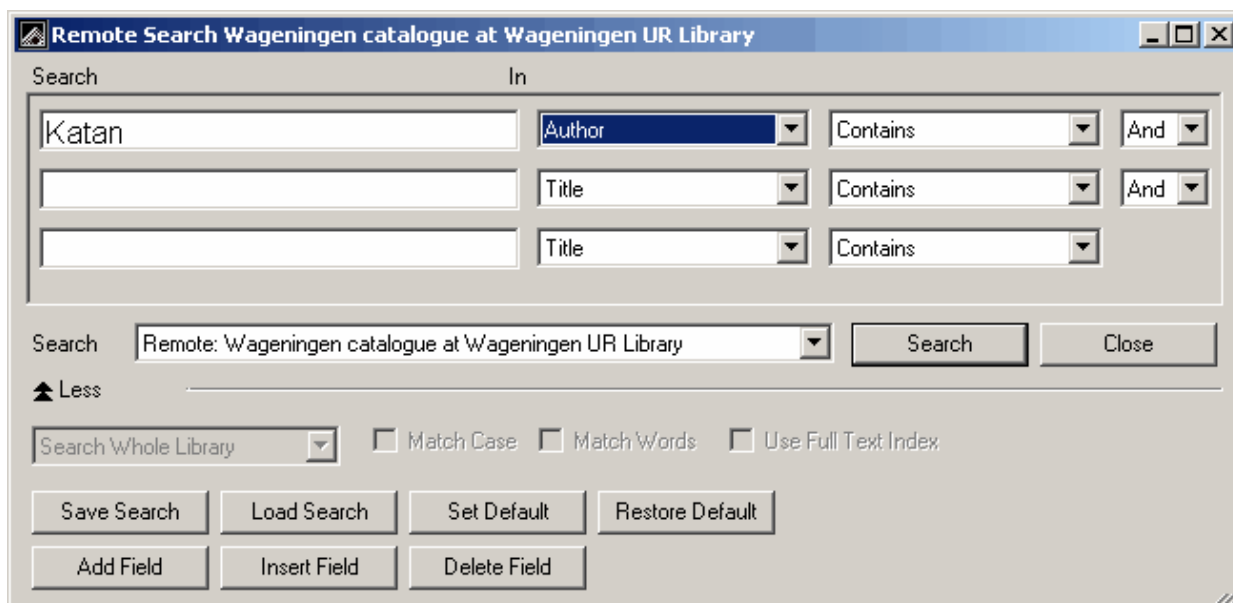 Remote Search Wageningen catalogue at Wageningen UR Library
Search In
Katan Author Contains And
Title Contains And
Title Contains
Search Remote: Wageningen catalogue at Wageningen UR Library Search Close
Less
Search Whole Library Match Case Match Words Use Full Text Index
Save Search Load Search Set Default Restore Default
Add Field Insert Field Delete Field